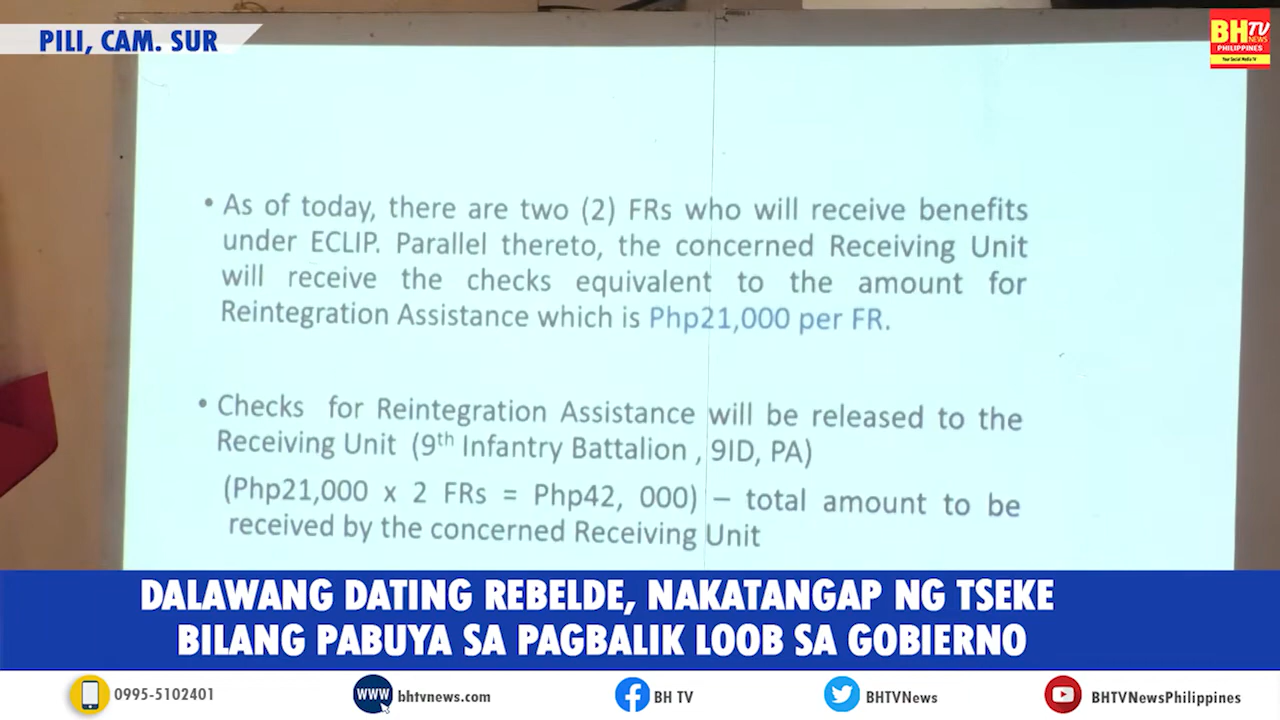 PILI, CAM. SUR
BHTV
NEWS
PHILIPPINES
Your Social Media TV
• As of today, there are two (2) FRs who will receive benefits
under ECLIP. Parallel thereto, the concerned Receiving Unit
will receive the checks equivalent to the amount for
Reintegration Assistance which is Php21,000 per FR.
• Checks for Reintegration Assistance will be released to the
Receiving Unit (9th Infantry Battalion , 9ID, PA)
(Php21,000 x 2 FRs = Php42, 000) – total amount to be
received by the concerned Receiving Unit
DALAWANG DATING REBELDE, NAKATANGAP NG TSEKE
BILANG PABUYA SA PAGBALIK LOOB SA GOBIERNO
0995-5102401
www bhtvnews.com
BH TV
BHTVNews
BHTVNewsPhilippines